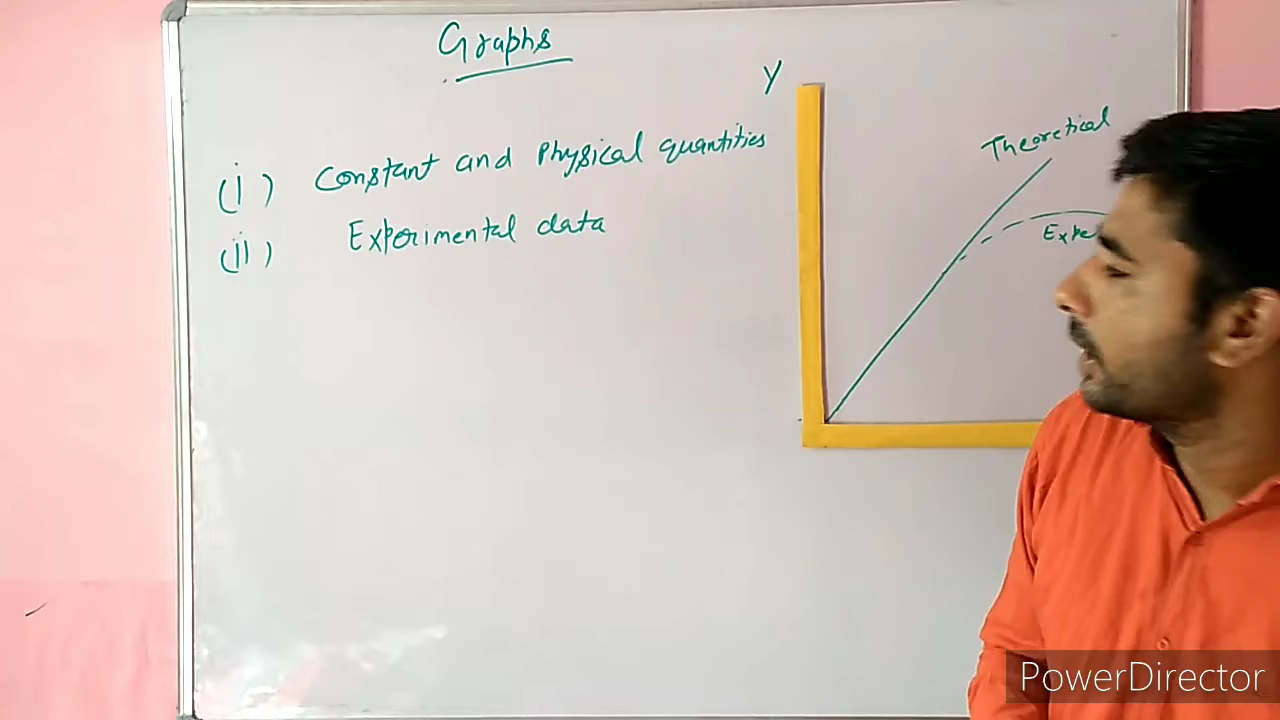 Graphs
Y
(i) Constant and Physical quantities
(ii) Experimental data
Theoretical
PowerDirector